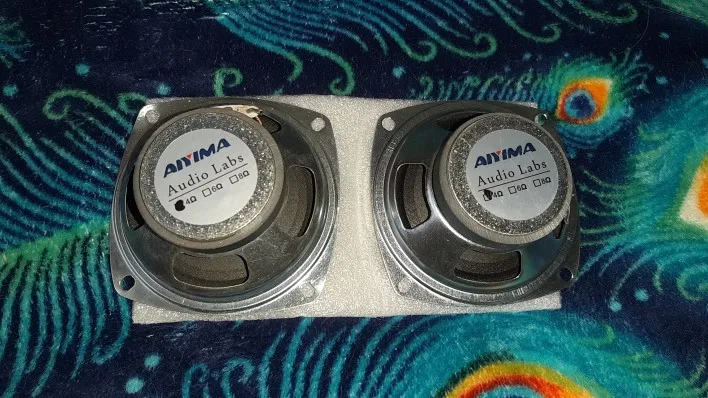 AIYIMA
Audio Labs
4Ω □6Ω □8Ω
AIYIMA
Audio Labs
4Ω □6Ω □8Ω